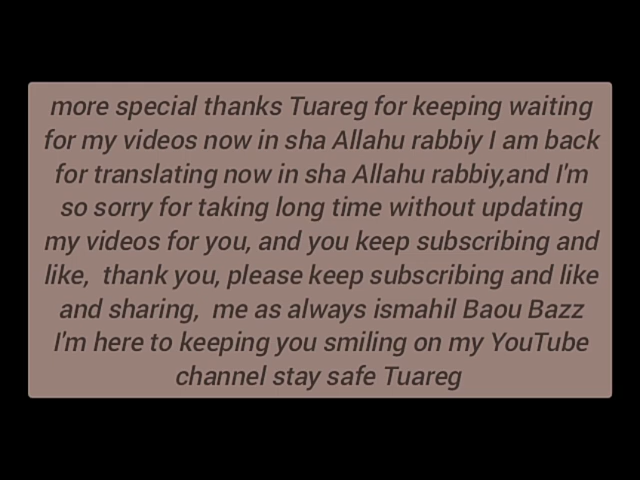 more special thanks Tuareg for keeping waiting
for my videos now in sha Allahu rabbiy I am back
for translating now in sha Allahu rabbiy,and I'm
so sorry for taking long time without updating
my videos for you, and you keep subscribing and
like,  thank you, please keep subscribing and like
and sharing,  me as always ismahil Baou Bazz
I'm here to keeping you smiling on my YouTube
channel stay safe Tuareg